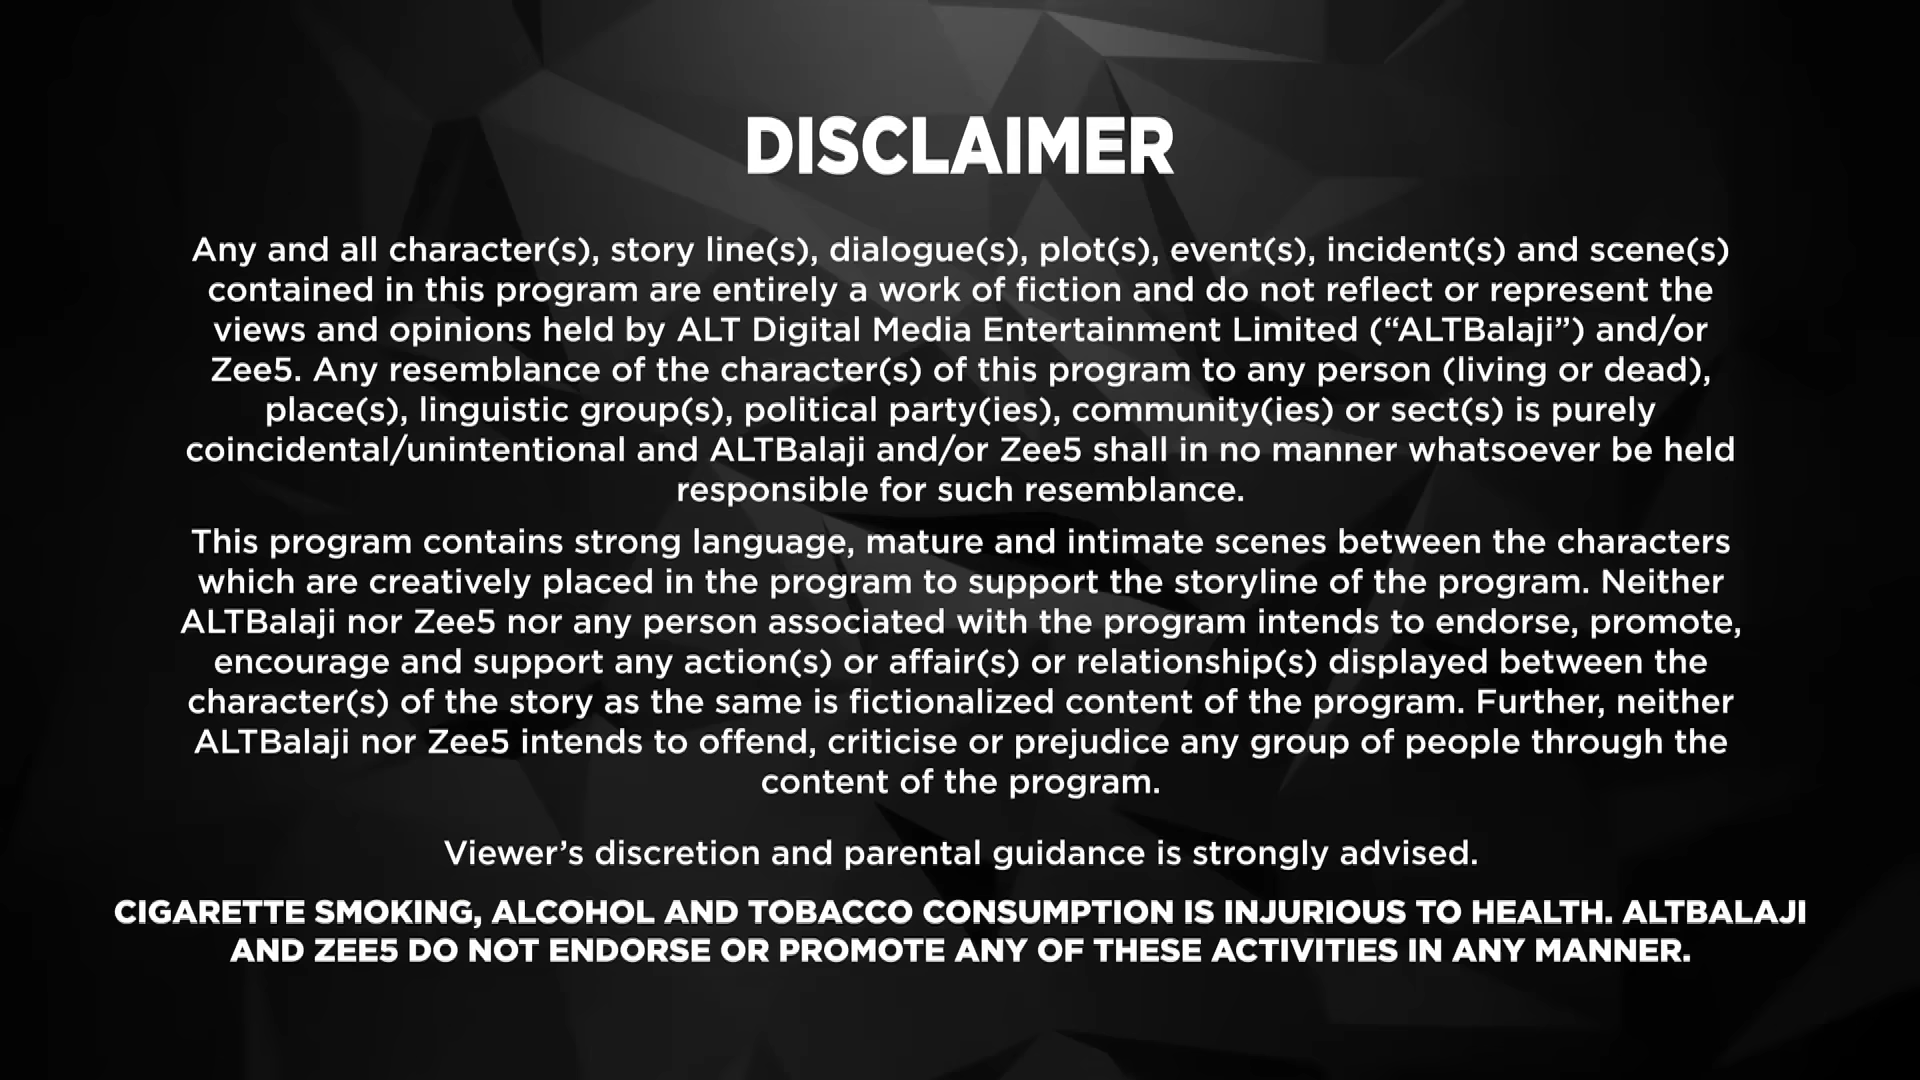 DISCLAIMER
Any and all character(s), story line(s), dialogue(s), plot(s), event(s), incident(s) and scene(s)
contained in this program are entirely a work of fiction and do not reflect or represent the
views and opinions held by ALT Digital Media Entertainment Limited (“ALTBalaji”) and/or
Zee5. Any resemblance of the character(s) of this program to any person (living or dead),
place(s), linguistic group(s), political party(ies), community(ies) or sect(s) is purely
coincidental/unintentional and ALTBalaji and/or Zee5 shall in no manner whatsoever be held
responsible for such resemblance.
This program contains strong language, mature and intimate scenes between the characters
which are creatively placed in the program to support the storyline of the program. Neither
ALTBalaji nor Zee5 nor any person associated with the program intends to endorse, promote,
encourage and support any action(s) or affair(s) or relationship(s) displayed between the
character(s) of the story as the same is fictionalized content of the program. Further, neither
ALTBalaji nor Zee5 intends to offend, criticise or prejudice any group of people through the
content of the program.
Viewer’s discretion and parental guidance is strongly advised.
CIGARETTE SMOKING, ALCOHOL AND TOBACCO CONSUMPTION IS INJURIOUS TO HEALTH. ALTBALAJI
AND ZEE5 DO NOT ENDORSE OR PROMOTE ANY OF THESE ACTIVITIES IN ANY MANNER.